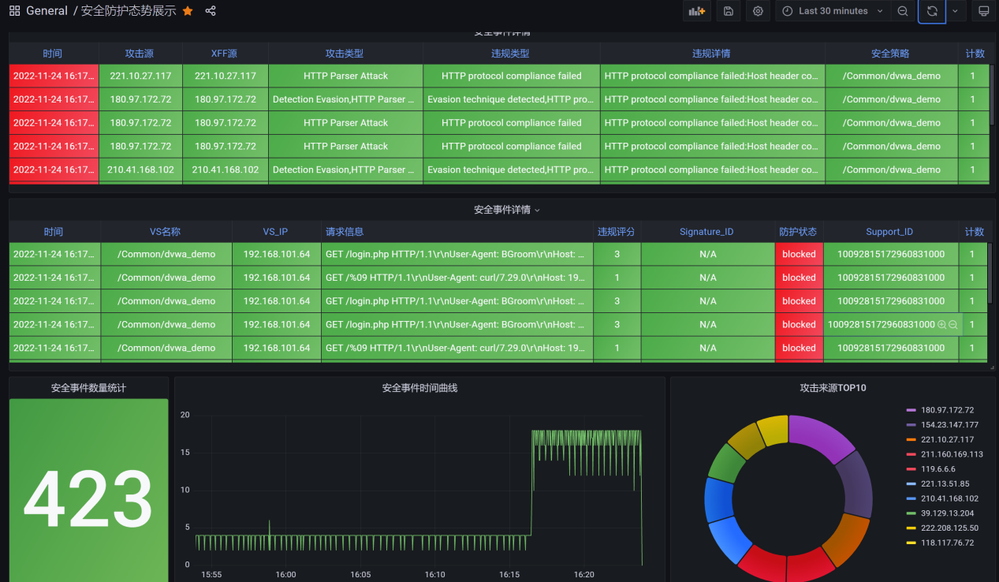 General / 安全防护态势展示 Last 30 minutes
安全事件详情
时间 攻击源 XFF源 攻击类型 违规类型 违规详情 安全策略 计数
2022-11-24 16:17... 221.10.27.117 221.10.27.117 HTTP Parser Attack HTTP protocol compliance failed HTTP protocol compliance failed:Host header co... /Common/dvwa_demo 1
2022-11-24 16:17... 180.97.172.72 180.97.172.72 Detection Evasion,HTTP Parser ... Evasion technique detected,HTTP pro... HTTP protocol compliance failed:Host header co... /Common/dvwa_demo 1
2022-11-24 16:17... 180.97.172.72 180.97.172.72 HTTP Parser Attack HTTP protocol compliance failed HTTP protocol compliance failed:Host header co... /Common/dvwa_demo 1
2022-11-24 16:17... 180.97.172.72 180.97.172.72 HTTP Parser Attack HTTP protocol compliance failed HTTP protocol compliance failed:Host header co... /Common/dvwa_demo 1
2022-11-24 16:17... 210.41.168.102 210.41.168.102 Detection Evasion,HTTP Parser ... Evasion technique detected,HTTP pro... HTTP protocol compliance failed:Host header co... /Common/dvwa_demo 1
安全事件详情
时间 VS名称 VS_IP 请求信息 违规评分 Signature_ID 防护状态 Support_ID 计数
2022-11-24 16:17... /Common/dvwa_demo 192.168.101.64 GET /login.php HTTP/1.1\r\nUser-Agent: BGroom\r\nHost: ... 3 N/A blocked 10092815172960831000 1
2022-11-24 16:17... /Common/dvwa_demo 192.168.101.64 GET /%09 HTTP/1.1\r\nUser-Agent: curl/7.29.0\r\nHost: 19... 1 N/A blocked 10092815172960831000 1
2022-11-24 16:17... /Common/dvwa_demo 192.168.101.64 GET /login.php HTTP/1.1\r\nUser-Agent: BGroom\r\nHost: ... 3 N/A blocked 10092815172960831000 1
2022-11-24 16:17... /Common/dvwa_demo 192.168.101.64 GET /login.php HTTP/1.1\r\nUser-Agent: BGroom\r\nHost: ... 3 N/A blocked 10092815172960831000 1
2022-11-24 16:17... /Common/dvwa_demo 192.168.101.64 GET /%09 HTTP/1.1\r\nUser-Agent: curl/7.29.0\r\nHost: 19... 1 N/A blocked 10092815172960831000 1
安全事件数量统计
423
安全事件时间曲线
20
15
10
5
0
15:55 16:00 16:05 16:10 16:15 16:20
攻击来源TOP10
180.97.172.72
154.23.147.177
221.10.27.117
211.160.169.113
119.6.6.6
221.13.51.85
210.41.168.102
39.129.13.204
222.208.125.50
118.117.76.72